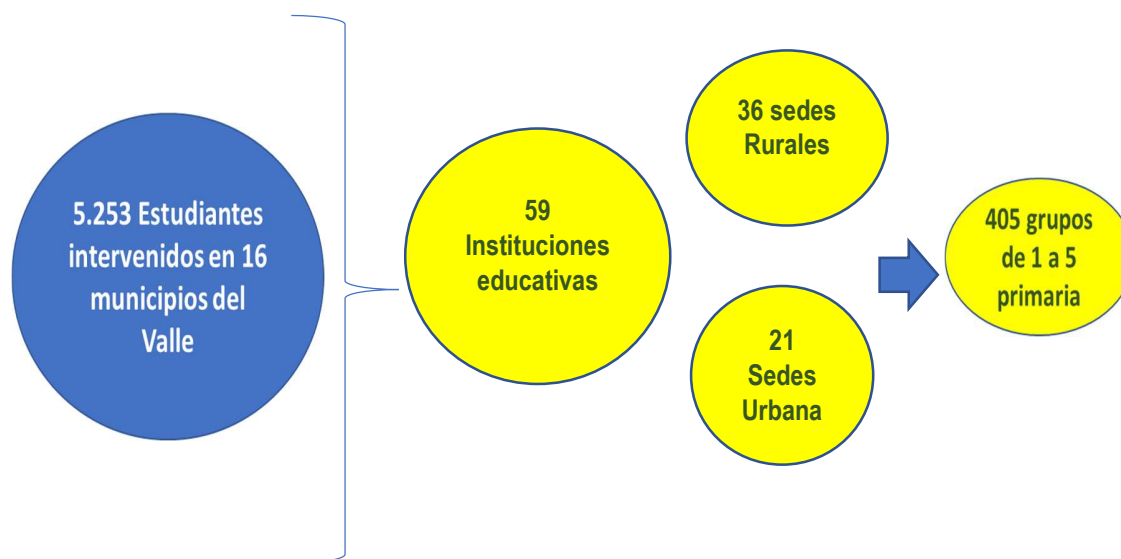 5.253 Estudiantes
intervenidos en 16
municipios del
Valle
59
Instituciones
educativas
36 sedes
Rurales
21
Sedes
Urbana
405 grupos
de 1 a 5
primaria